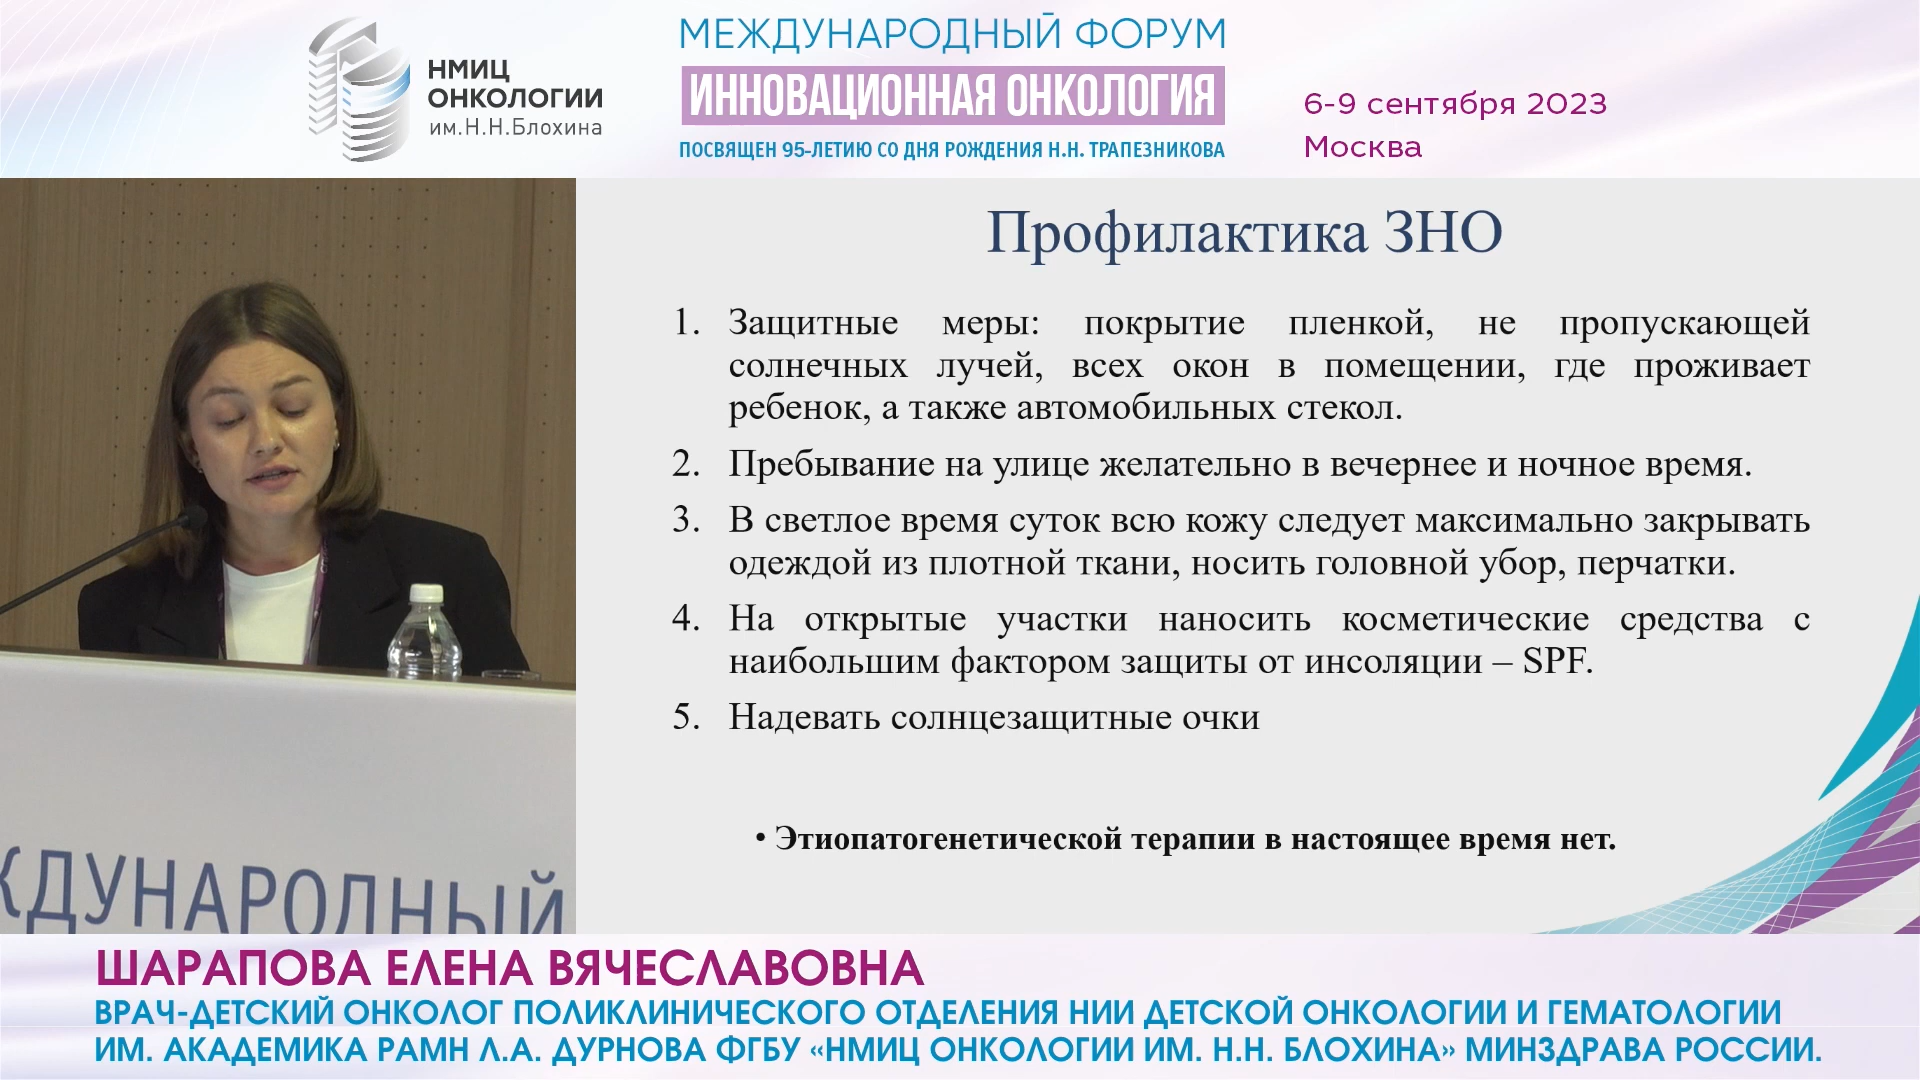 НМИЦ
ОНКОЛОГИИ
им.Н.Н.Блохина
МЕЖДУНАРОДНЫЙ ФОРУМ
ИННОВАЦИОННАЯ ОНКОЛОГИЯ
ПОСВЯЩЕН 95-ЛЕТИЮ СО ДНЯ РОЖДЕНИЯ Н.Н. ТРАПЕЗНИКОВА
6-9 сентября 2023
Москва
Профилактика ЗНО
1. Защитные меры: покрытие пленкой, не пропускающей
солнечных лучей, всех окон в помещении, где проживает
ребенок, а также автомобильных стекол.
2. Пребывание на улице желательно в вечернее и ночное время.
3. В светлое время суток всю кожу следует максимально закрывать
одеждой из плотной ткани, носить головной убор, перчатки.
4. На открытые участки наносить косметические средства с
наибольшим фактором защиты от инсоляции – SPF.
5. Надевать солнцезащитные очки
• Этиопатогенетической терапии в настоящее время нет.
ЖДУНАРОДНЫЙ
ШАРАПОВА ЕЛЕНА ВЯЧЕСЛАВОВНА
ВРАЧ-ДЕТСКИЙ ОНКОЛОГ ПОЛИКЛИНИЧЕСКОГО ОТДЕЛЕНИЯ НИИ ДЕТСКОЙ ОНКОЛОГИИ И ГЕМАТОЛОГИИ
ИМ. АКАДЕМИКА РАМН Л.А. ДУРНОВА ФГБУ «НМИЦ ОНКОЛОГИИ ИМ. Н.Н. БЛОХИНА» МИНЗДРАВА РОССИИ.